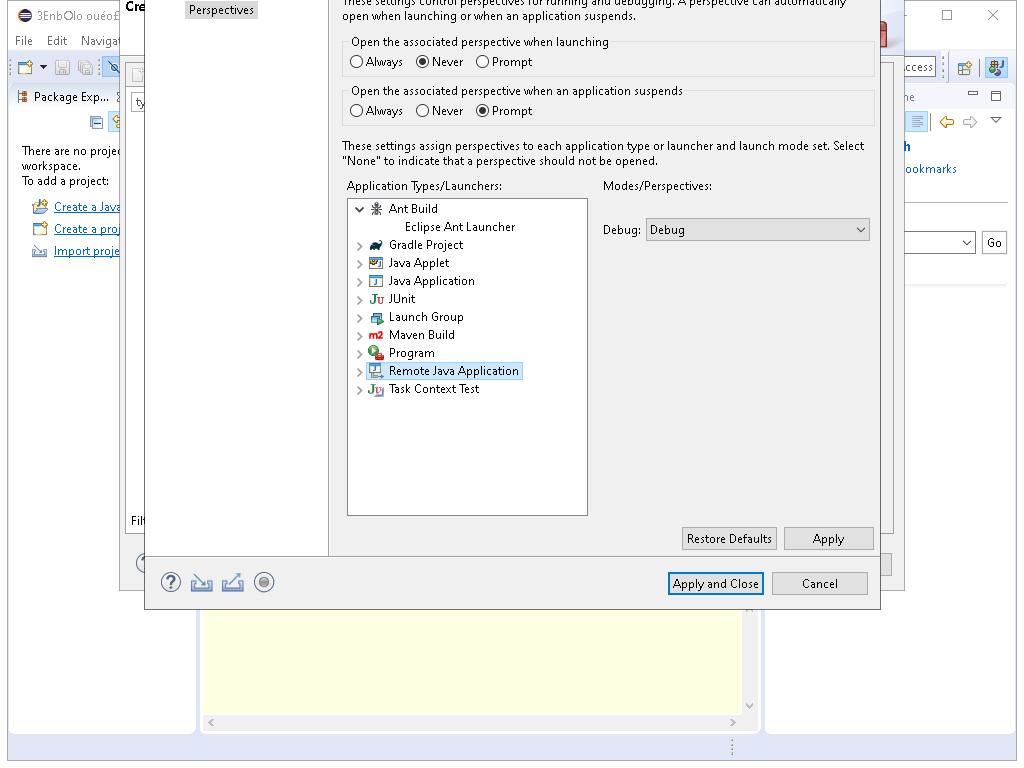 3EnbOlo ouéof
Cre
Perspectives
These settings control perspectives for running and debugging. A perspective can automatically
open when launching or when an application suspends.
File Edit Navigat
Open the associated perspective when launching
Always Never Prompt
ccess
Open the associated perspective when an application suspends
Always Never Prompt
Package Exp...
ne
ty
These settings assign perspectives to each application type or launcher and launch mode set. Select
"None" to indicate that a perspective should not be opened.
There are no proje
workspace.
To add a project:
h
ookmarks
Create a Java
Create a proj
Import proje
Application Types/Launchers:
Modes/Perspectives:
Ant Build
Eclipse Ant Launcher
Gradle Project
Java Applet
Java Application
JUnit
Launch Group
m2 Maven Build
Program
Remote Java Application
Task Context Test
Debug: Debug
Go
Filt
Restore Defaults Apply
Apply and Close Cancel